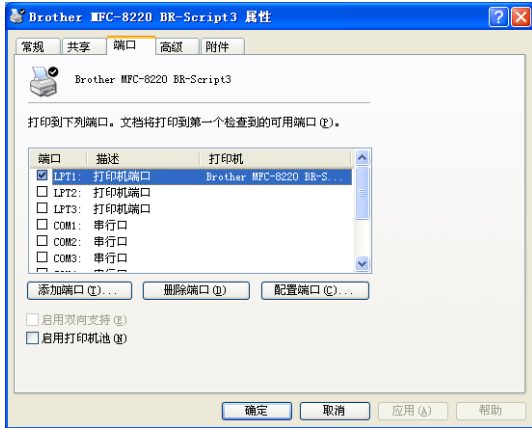 Brother MFC-8220 BR-Script3 属性
常规 共享 端口 高级 附件
Brother MFC-8220 BR-Script3
打印到下列端口。文档将打印到第一个检查到的可用端口(P)。
端口 描述 打印机
LPT1: 打印机端口 Brother MFC-8220 BR-S...
LPT2: 打印机端口
LPT3: 打印机端口
COM1: 串行口
COM2: 串行口
COM3: 串行口
添加端口(T)... 删除端口(D) 配置端口(C)...
启用双向支持(E)
启用打印机池(N)
确定 取消 应用(A) 帮助